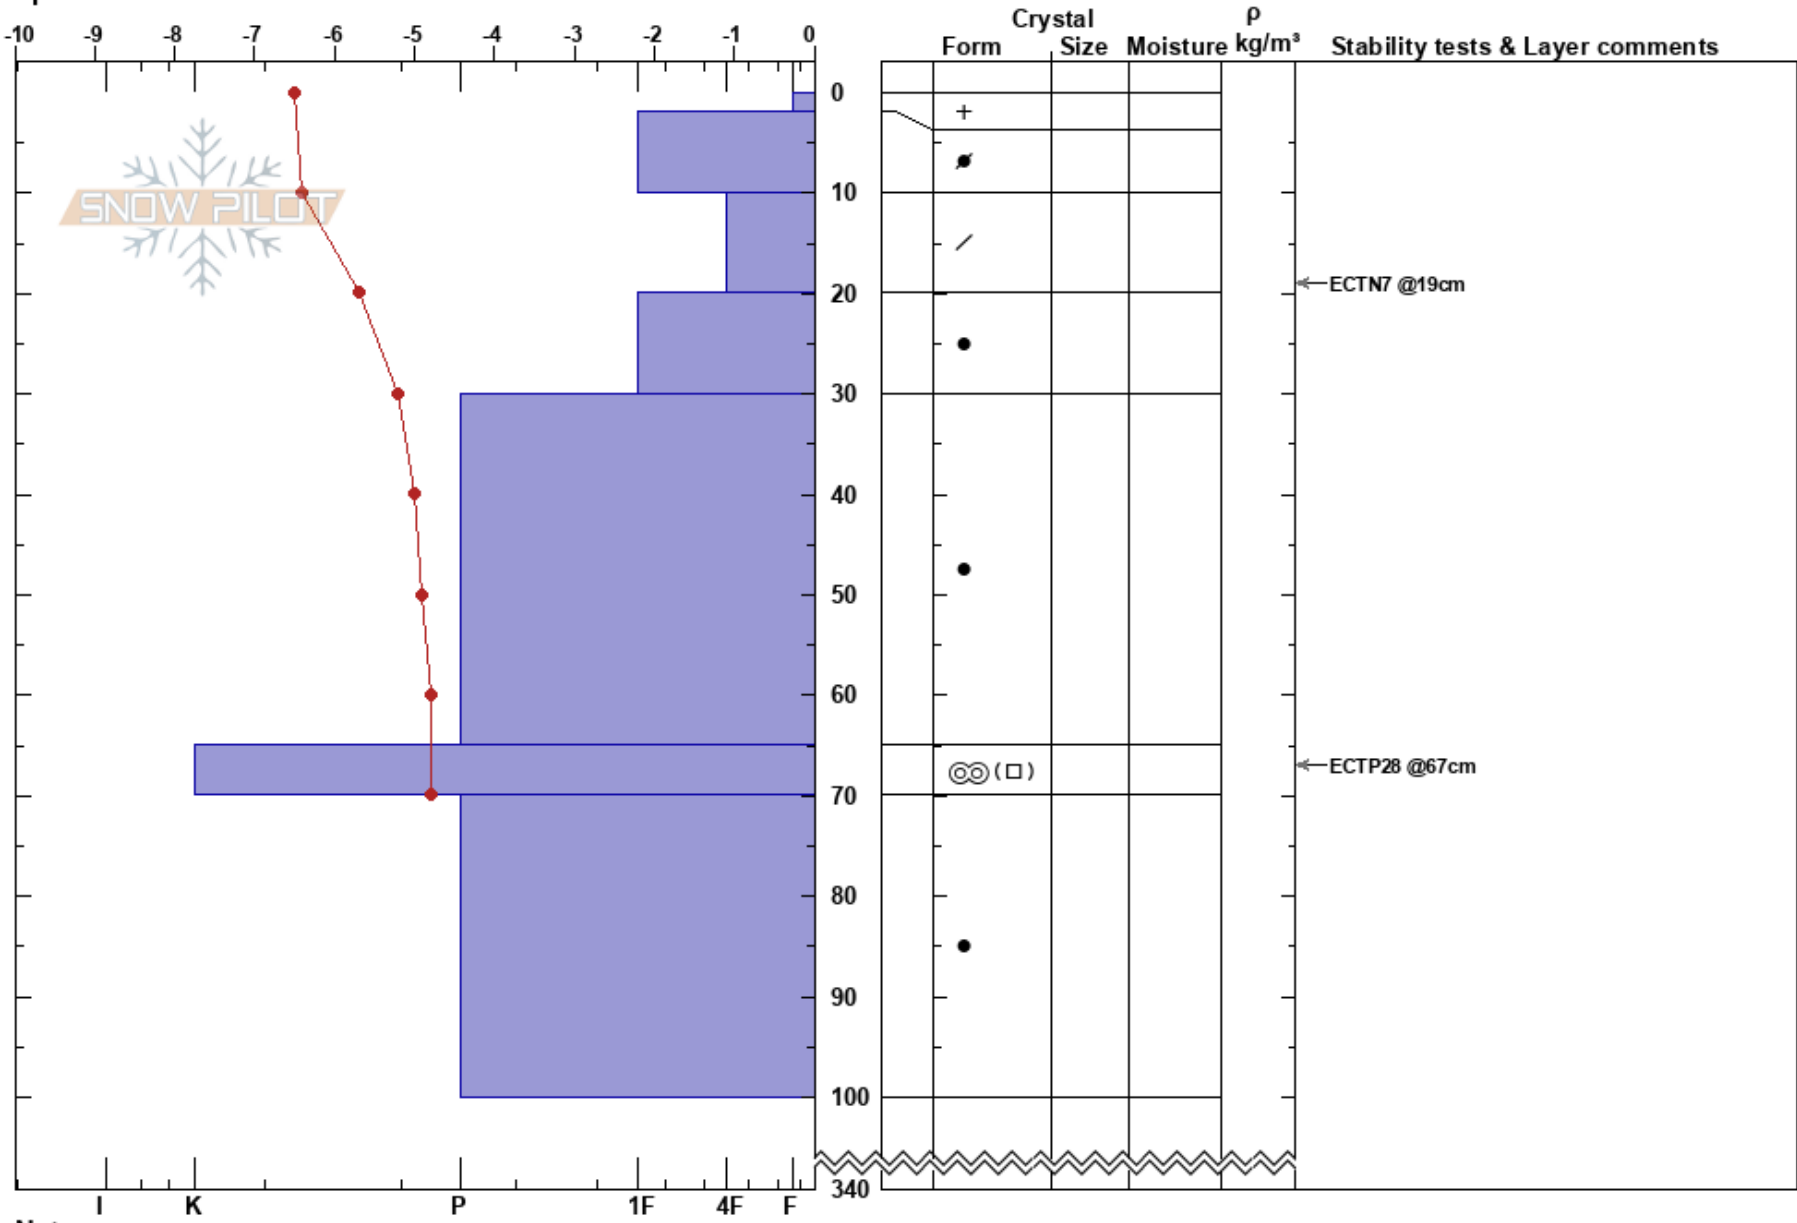 Crystal ρ
-10 -9 -8 -7 -6 -5 -4 -3 -2 -1 0
Form Size Moisture kg/m³ Stability tests & Layer comments
0
10
SNOW PILOT
20
ECTN7 @19cm
30
40
50
60
ECTP28 @67cm
( )
70
80
90
100
340
I K P 1F 4F F